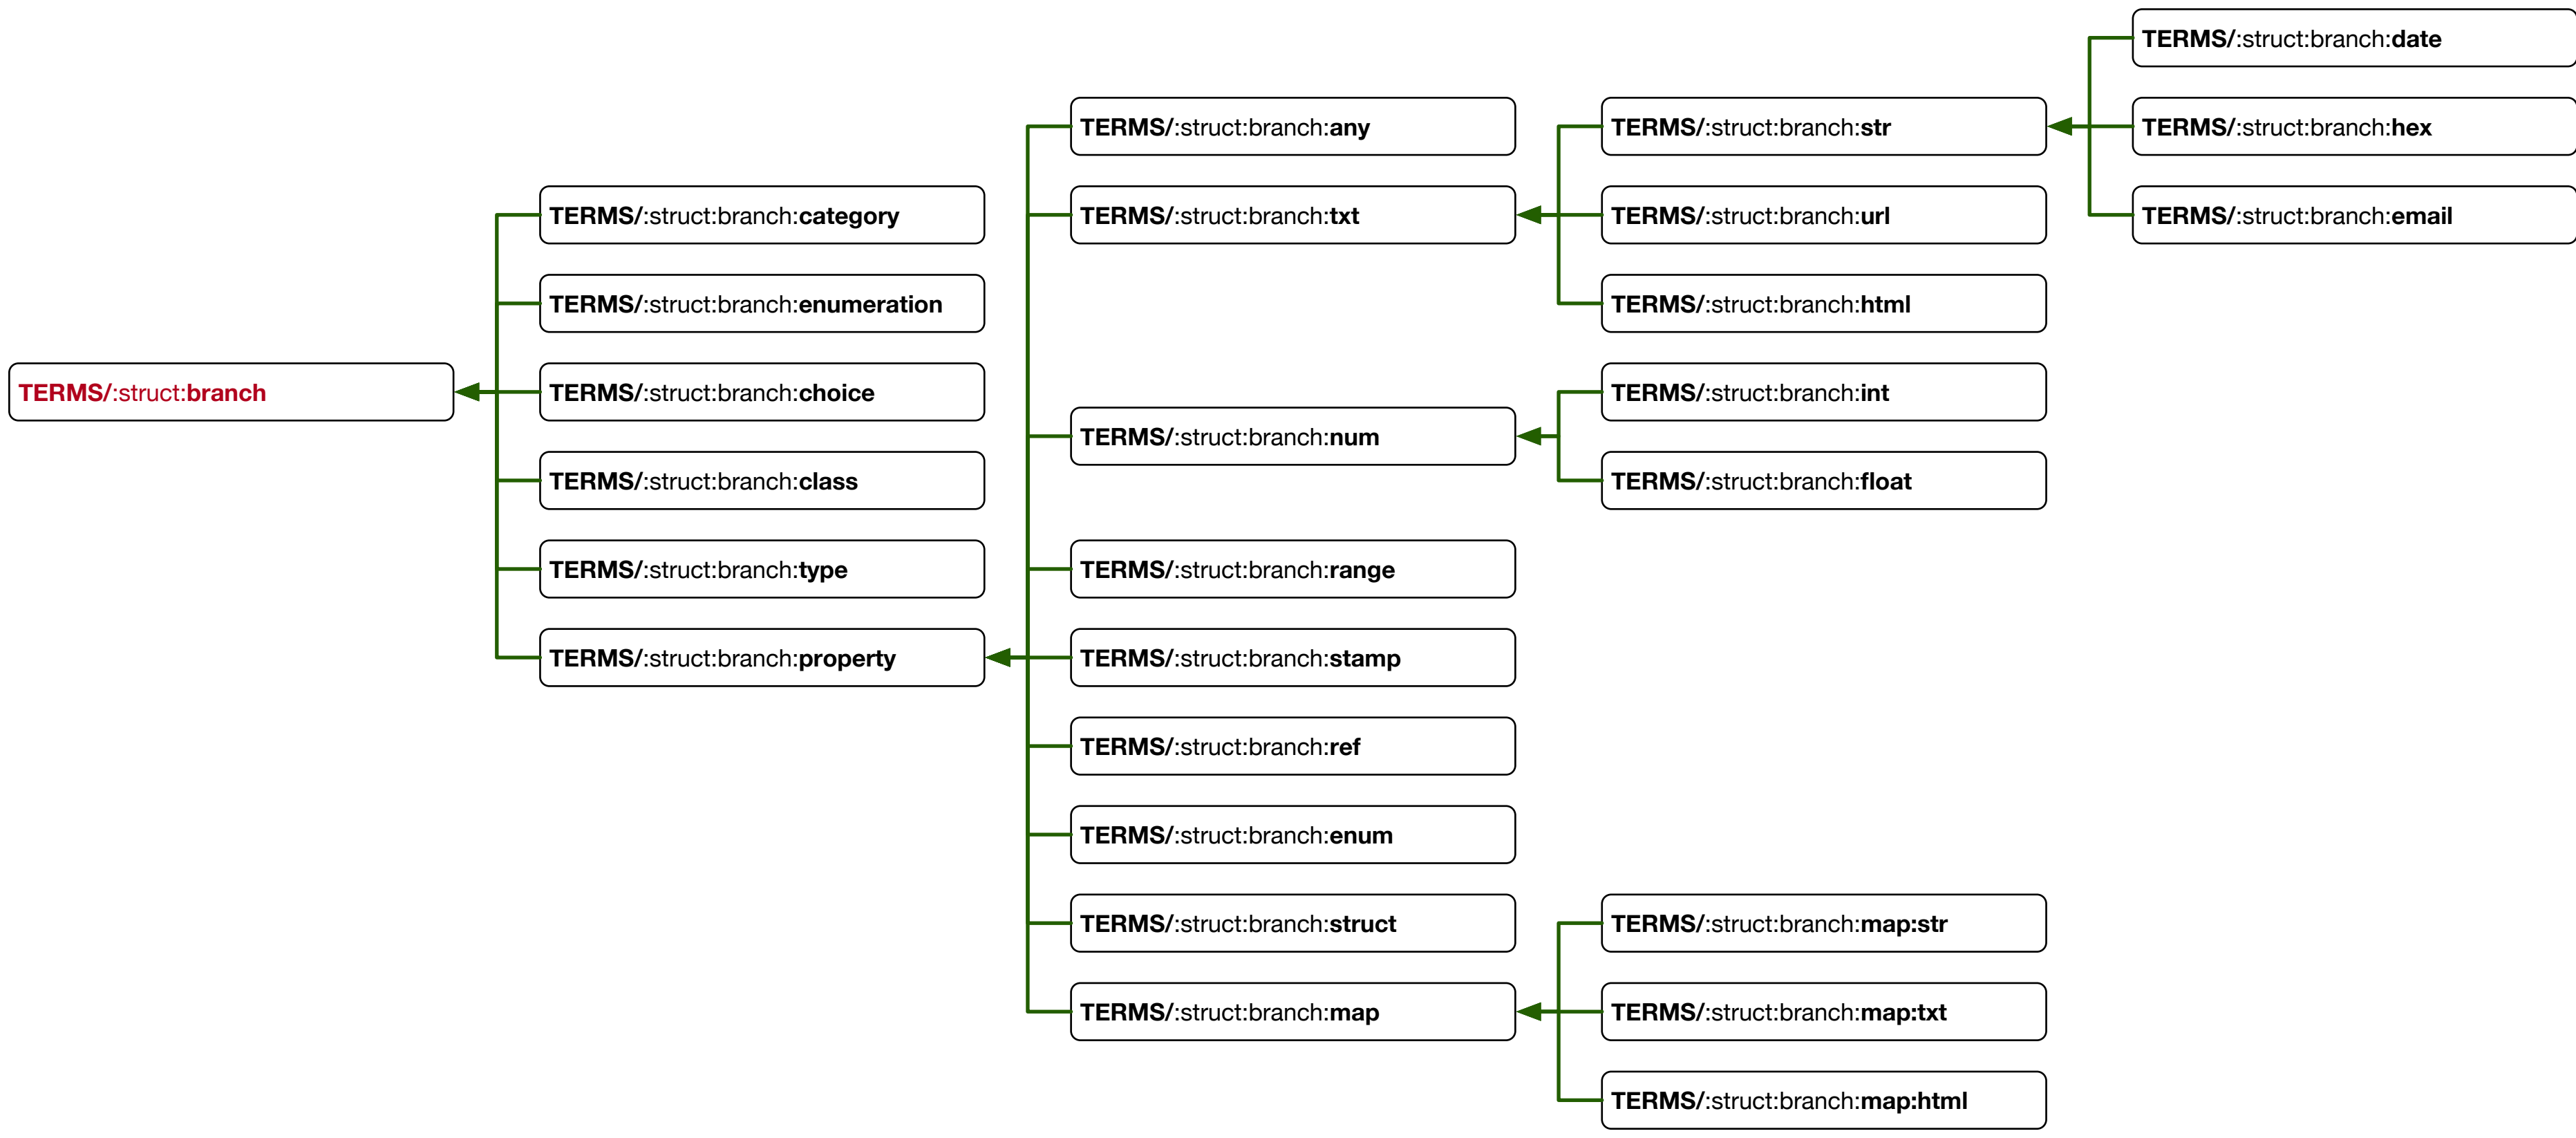 TERMS/:struct:branch
TERMS/:struct:branch:category
TERMS/:struct:branch:enumeration
TERMS/:struct:branch:choice
TERMS/:struct:branch:class
TERMS/:struct:branch:type
TERMS/:struct:branch:property
TERMS/:struct:branch:any
TERMS/:struct:branch:txt
TERMS/:struct:branch:num
TERMS/:struct:branch:range
TERMS/:struct:branch:stamp
TERMS/:struct:branch:ref
TERMS/:struct:branch:enum
TERMS/:struct:branch:struct
TERMS/:struct:branch:map
TERMS/:struct:branch:str
TERMS/:struct:branch:url
TERMS/:struct:branch:html
TERMS/:struct:branch:int
TERMS/:struct:branch:float
TERMS/:struct:branch:map:str
TERMS/:struct:branch:map:txt
TERMS/:struct:branch:map:html
TERMS/:struct:branch:date
TERMS/:struct:branch:hex
TERMS/:struct:branch:email